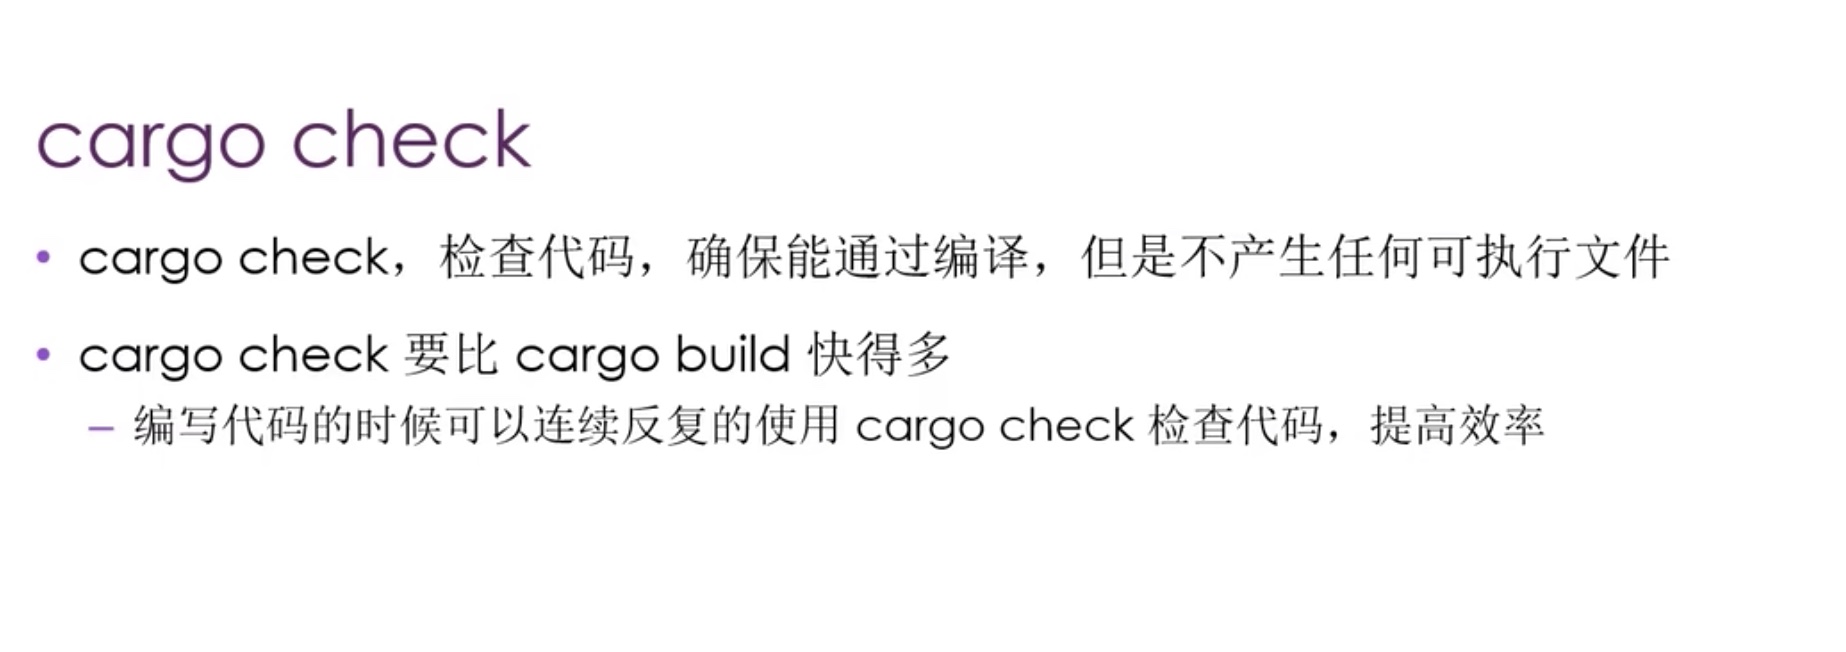 cargo check
• cargo check，检查代码，确保能通过编译，但是不产生任何可执行文件
• cargo check 要比 cargo build 快得多
– 编写代码的时候可以连续反复的使用 cargo check 检查代码，提高效率